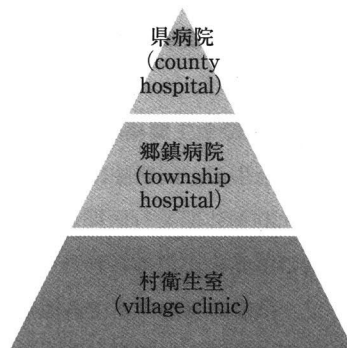 県病院
(county
hospital)
郷鎮病院
(township
hospital)
村衛生室
(village clinic)